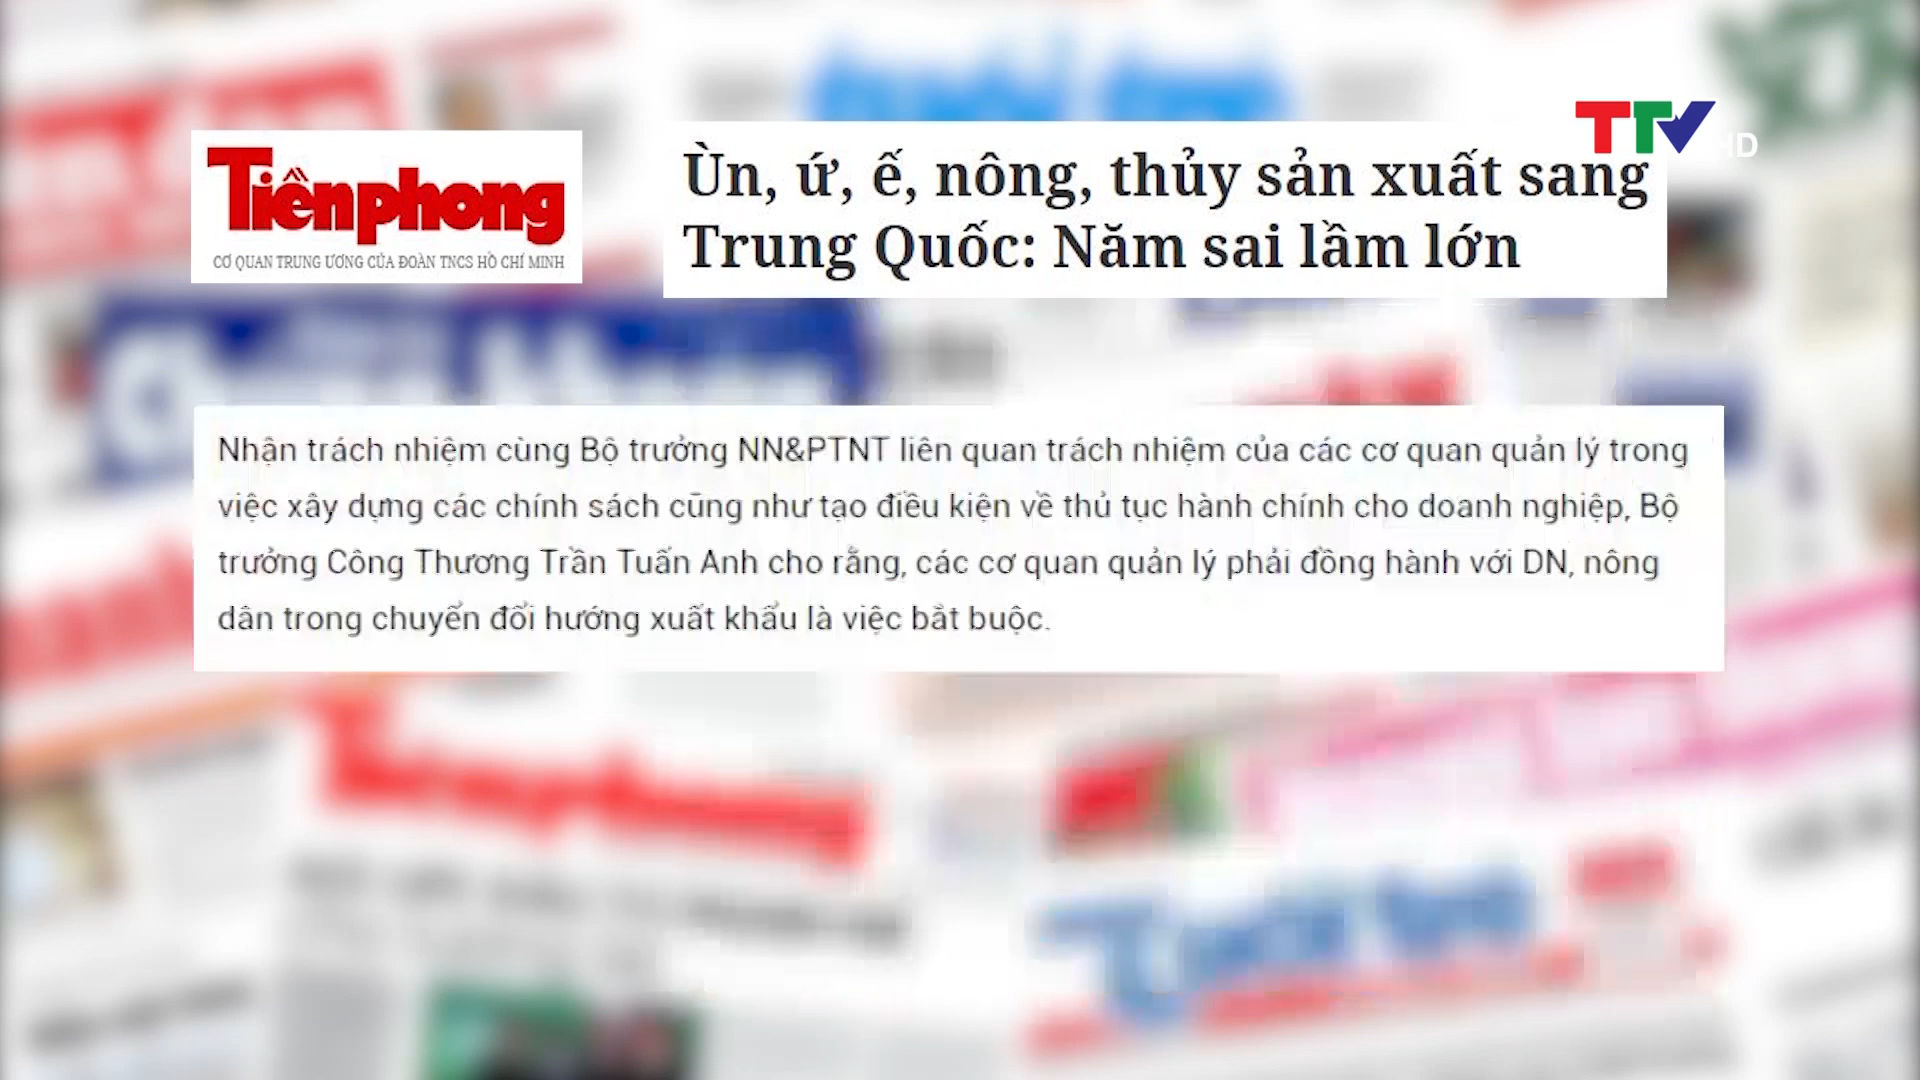 TTV HD
Tiền phong
CƠ QUAN TRUNG ƯƠNG CỦA ĐOÀN TNCS HỒ CHÍ MINH
Ùn, ứ, ế, nông, thủy sản xuất sang
Trung Quốc: Năm sai lầm lớn
Nhận trách nhiệm cùng Bộ trưởng NN&PTNT liên quan trách nhiệm của các cơ quan quản lý trong
việc xây dựng các chính sách cũng như tạo điều kiện về thủ tục hành chính cho doanh nghiệp, Bộ
trưởng Công Thương Trần Tuấn Anh cho rằng, các cơ quan quản lý phải đồng hành với DN, nông
dân trong chuyển đổi hướng xuất khẩu là việc bắt buộc.